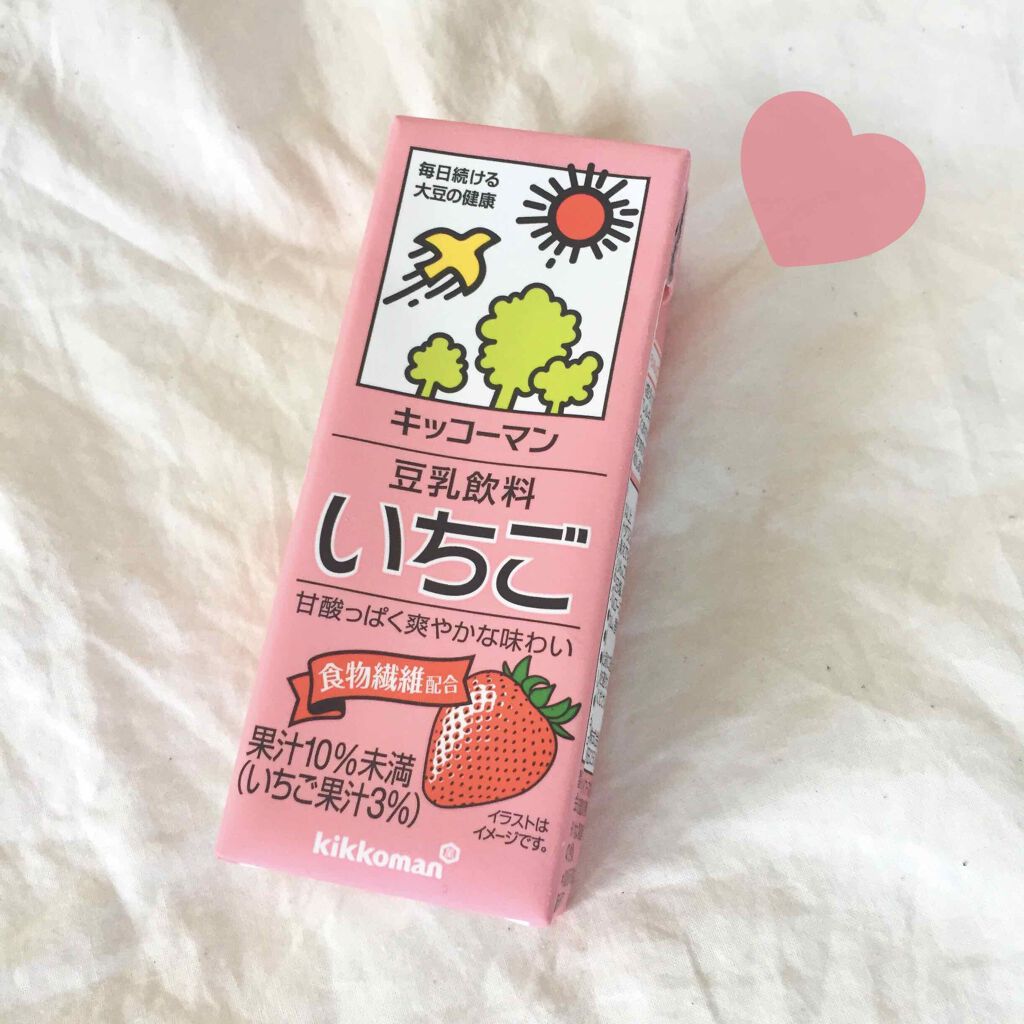 毎日続ける
大豆の健康
キッコーマン
豆乳飲料
いちご
甘酸っぱく爽やかな味わい
食物繊維配合
果汁10%未満
(いちご果汁3%)
イラストは
イメージです。
kikkoman